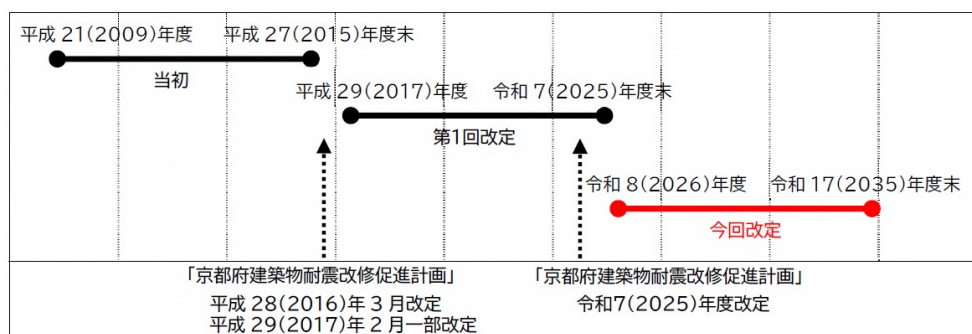 平成 21(2009)年度
平成 27(2015)年度末
当初
平成 29(2017)年度
令和 7(2025)年度末
第1回改定
令和 8(2026)年度
令和 17(2035)年度末
今回改定
「京都府建築物耐震改修促進計画」
平成 28(2016)年 3 月改定
平成 29(2017)年 2 月一部改定
「京都府建築物耐震改修促進計画」
令和7(2025)年度改定